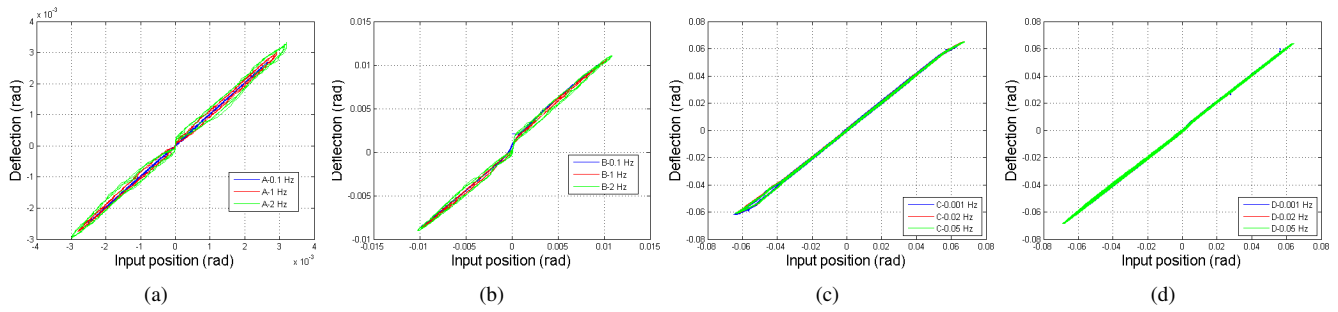 x 10⁻³
4
3
2
1
0
-1
-2
-3
Deflection (rad)
A-0.1 Hz
A-1 Hz
A-2 Hz
-4 -3 -2 -1 0 1 2 3 4
Input position (rad)
x 10⁻³
(a)
0.015
0.01
0.005
0
-0.005
-0.01
Deflection (rad)
B-0.1 Hz
B-1 Hz
B-2 Hz
-0.015 -0.01 -0.005 0 0.005 0.01 0.015
Input position (rad)
(b)
0.08
0.06
0.04
0.02
0
-0.02
-0.04
-0.06
0.08
Deflection (rad)
C-0.001 Hz
C-0.02 Hz
C-0.05 Hz
-0.08 -0.06 -0.04 -0.02 0 0.02 0.04 0.06 0.08
Input position (rad)
(c)
0.08
0.06
0.04
0.02
0
-0.02
-0.04
-0.06
0.08
Deflection (rad)
D-0.001 Hz
D-0.02 Hz
D-0.05 Hz
-0.08 -0.06 -0.04 -0.02 0 0.02 0.04 0.06 0.08
Input position (rad)
(d)